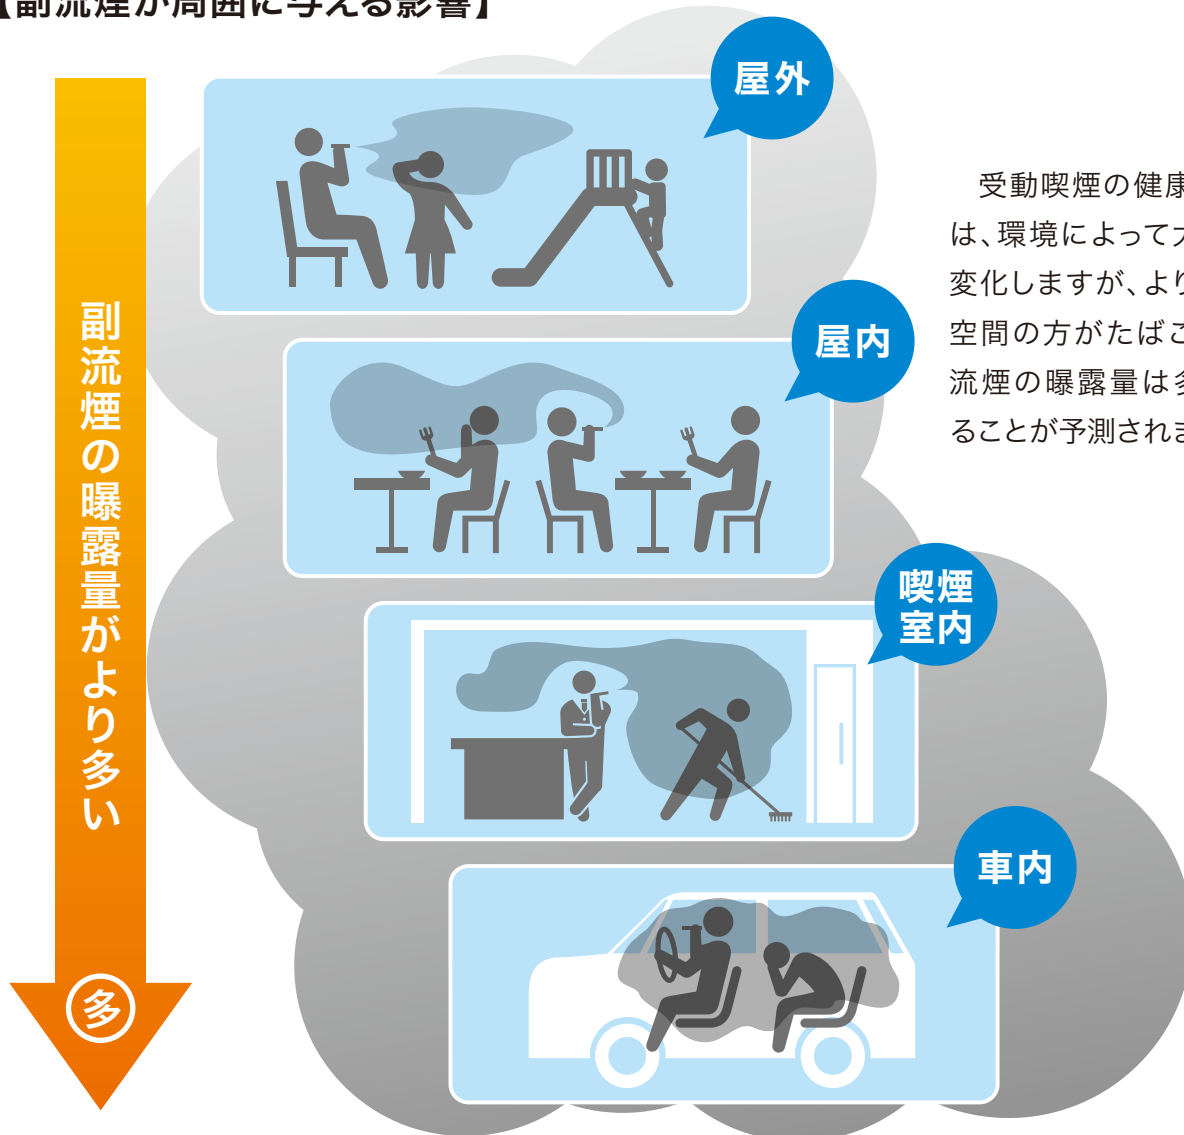 【副流煙が周囲に与える影響】
屋外
受動喫煙の健康
は、環境によって
変化しますが、より
空間の方がたばこ
流煙の曝露量は多
ることが予測されま
屋内
喫煙
室内
車内
副流煙の曝露量がより多い
多